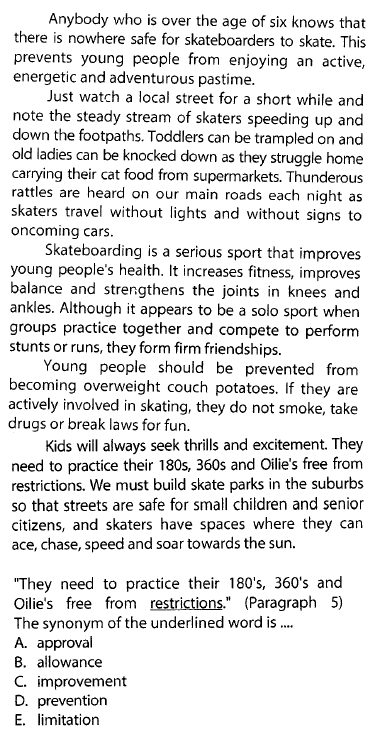 Anybody who is over the age of six knows that
there is nowhere safe for skateboarders to skate. This
prevents young people from enjoying an active,
energetic and adventurous pastime.
Just watch a local street for a short while and
note the steady stream of skaters speeding up and
down the footpaths. Toddlers can be trampled on and
old ladies can be knocked down as they struggle home
carrying their cat food from supermarkets. Thunderous
rattles are heard on our main roads each night as
skaters travel without lights and without signs to
oncoming cars.
Skateboarding is a serious sport that improves
young people's health. It increases fitness, improves
balance and strengthens the joints in knees and
ankles. Although it appears to be a solo sport when
groups practice together and compete to perform
stunts or runs, they form firm friendships.
Young people should be prevented from
becoming overweight couch potatoes. If they are
actively involved in skating, they do not smoke, take
drugs or break laws for fun.
Kids will always seek thrills and excitement. They
need to practice their 180s, 360s and Oilie's free from
restrictions. We must build skate parks in the suburbs
so that streets are safe for small children and senior
citizens, and skaters have spaces where they can
ace, chase, speed and soar towards the sun.
"They need to practice their 180's, 360's and
Oilie's free from restrictions." (Paragraph 5)
The synonym of the underlined word is ....
A. approval
B. allowance
C. improvement
D. prevention
E. limitation